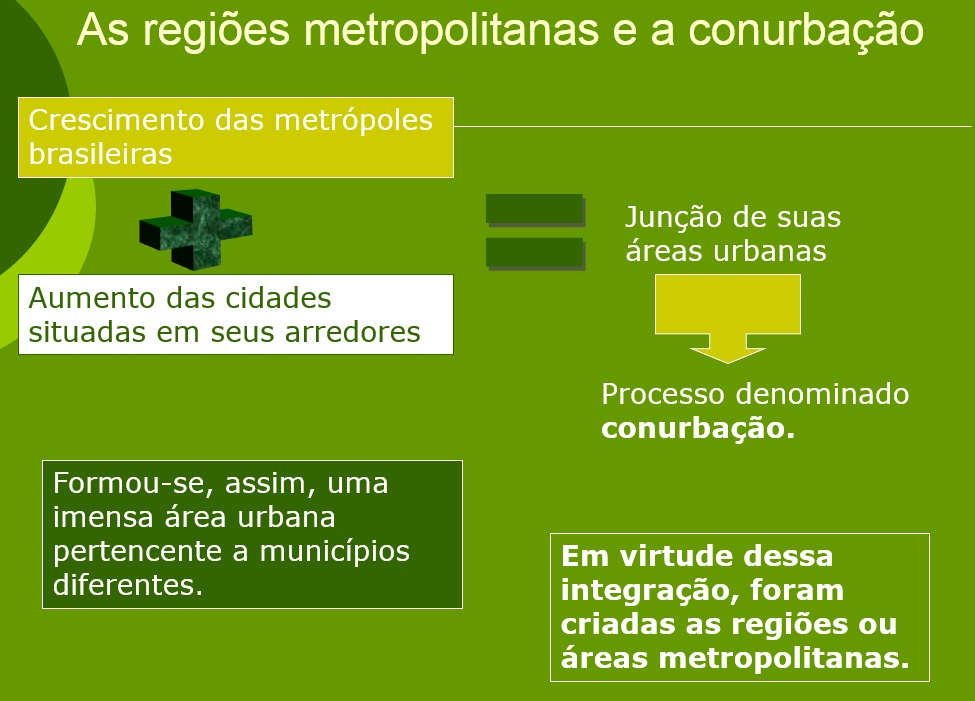 As regiões metropolitanas e a conurbação
Crescimento das metrópoles
brasileiras
Aumento das cidades
situadas em seus arredores
Junção de suas
áreas urbanas
Processo denominado
conurbação.
Formou-se, assim, uma
imensa área urbana
pertencente a municípios
diferentes.
Em virtude dessa
integração, foram
criadas as regiões ou
áreas metropolitanas.